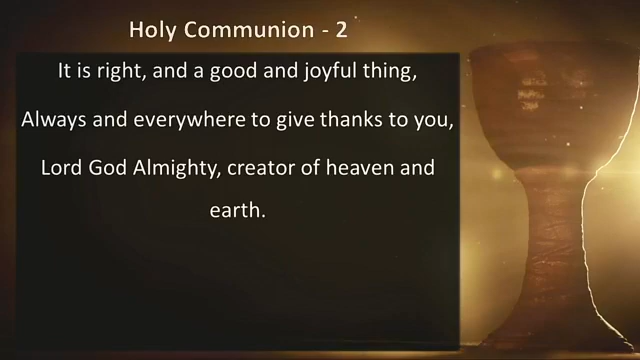 Holy Communion - 2
It is right, and a good and joyful thing,
Always and everywhere to give thanks to you,
Lord God Almighty, creator of heaven and
earth.